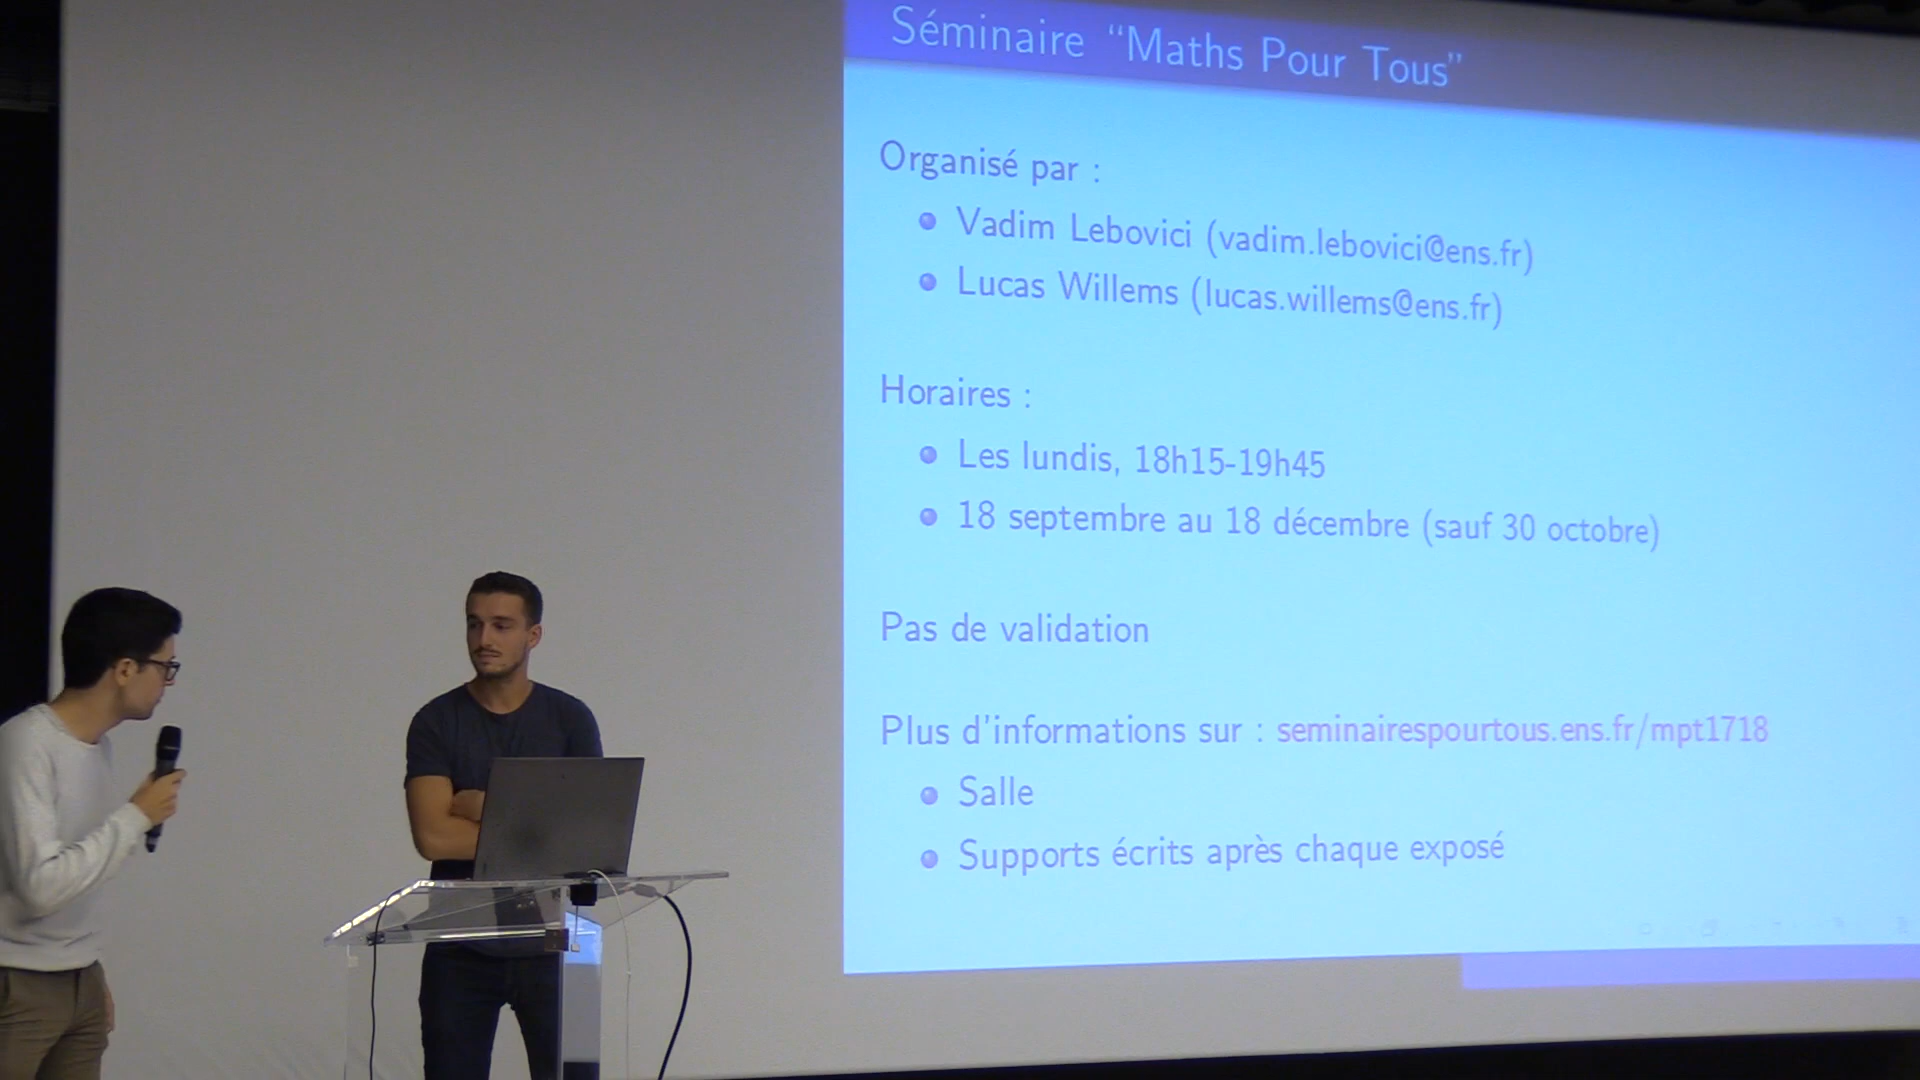 Séminaire “Maths Pour Tous”
Organisé par :
Vadim Lebovici (vadim.lebovici@ens.fr)
Lucas Willems (lucas.willems@ens.fr)
Horaires :
Les lundis, 18h15-19h45
18 septembre au 18 décembre (sauf 30 octobre)
Pas de validation
Plus d'informations sur : seminairespourtous.ens.fr/mpt1718
Salle
Supports écrits après chaque exposé